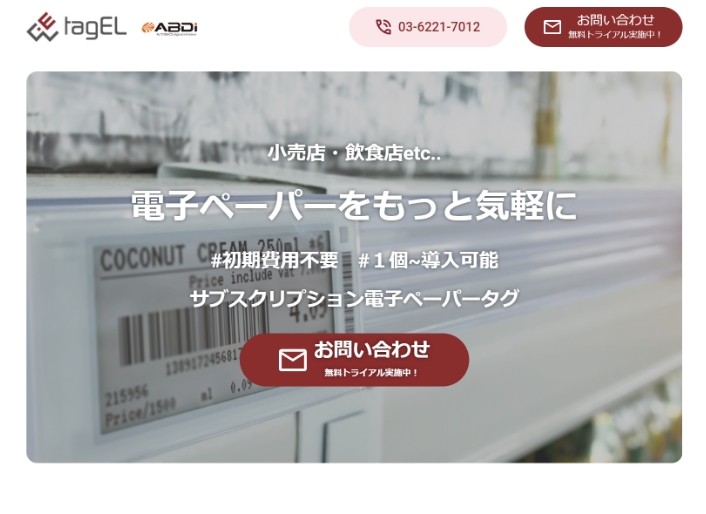 tagEL
ABDi
03-6221-7012
お問い合わせ
無料トライアル実施中！
小売店・飲食店etc..
電子ペーパーをもっと気軽に
#初期費用不要　#１個~導入可能
サブスクリプション電子ペーパータグ
お問い合わせ
無料トライアル実施中！
COCONUT CREAM 250ml #6
Price include Vat
4.05
215956
ml
Price/1500